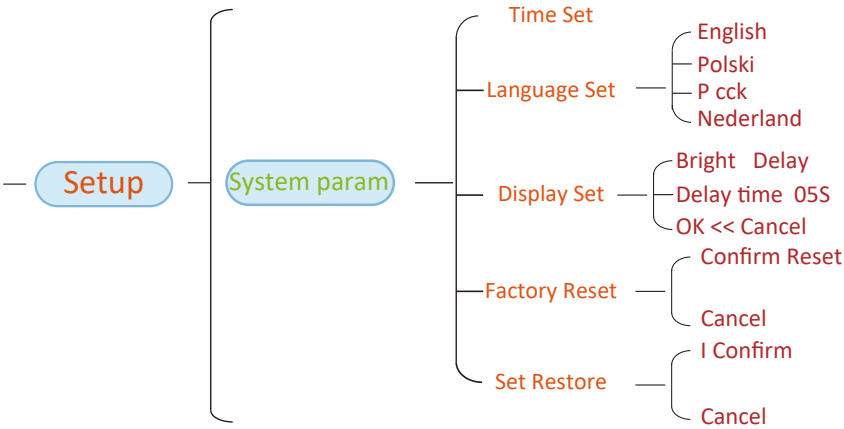 Setup
System param
Time Set
Language Set
English
Polski
P cck
Nederland
Display Set
Bright Delay
Delay time 05S
OK << Cancel
Factory Reset
Confirm Reset
Cancel
Set Restore
I Confirm
Cancel